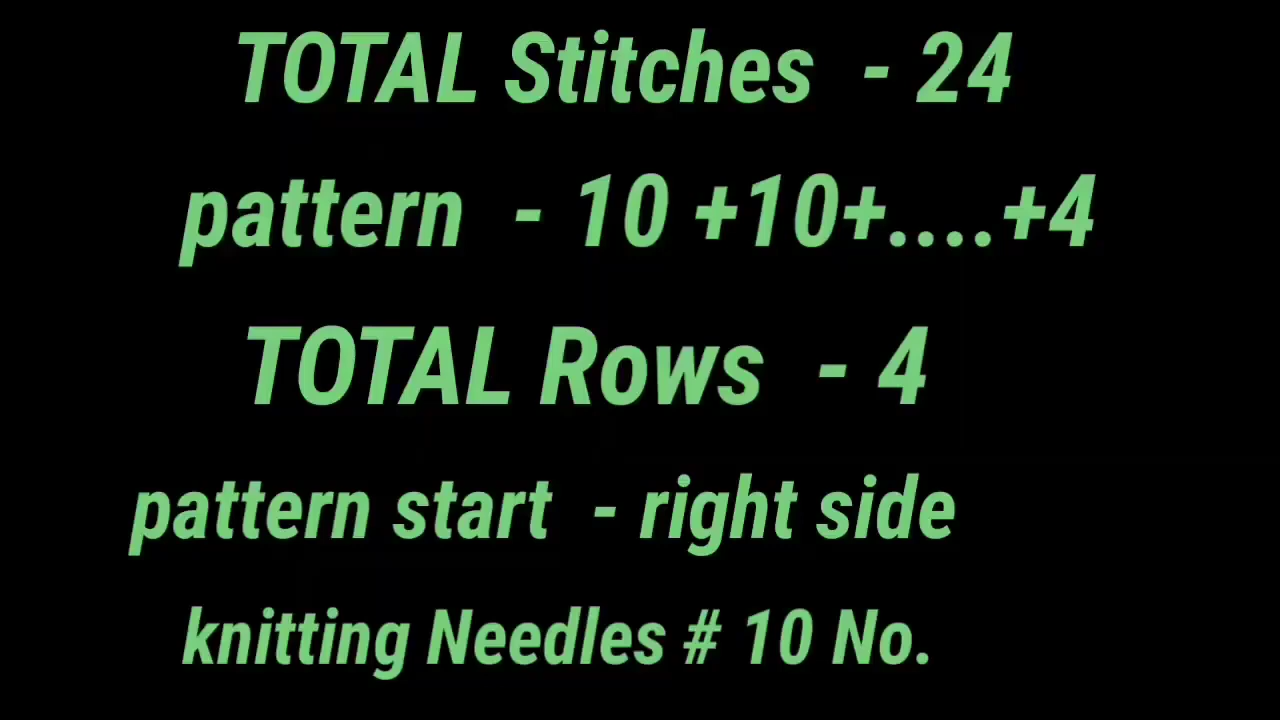 TOTAL Stitches - 24
pattern - 10 +10+....+4
TOTAL Rows - 4
pattern start - right side
knitting Needles # 10 No.